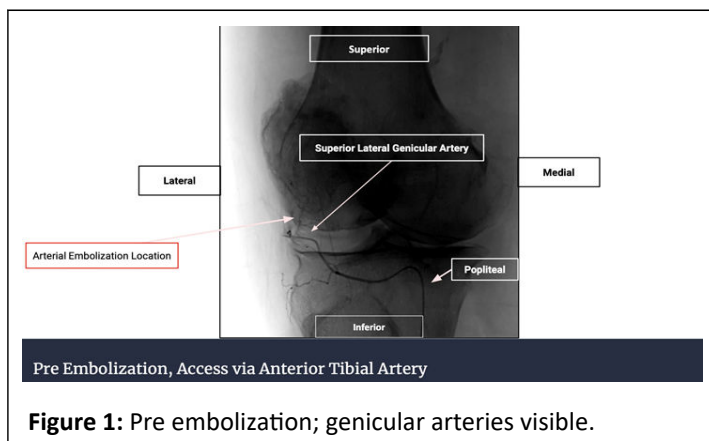 Superior
Superior Lateral Genicular Artery
Lateral
Medial
Arterial Embolization Location
Popliteal
Inferior
Pre Embolization, Access via Anterior Tibial Artery
Figure 1: Pre embolization; genicular arteries visible.